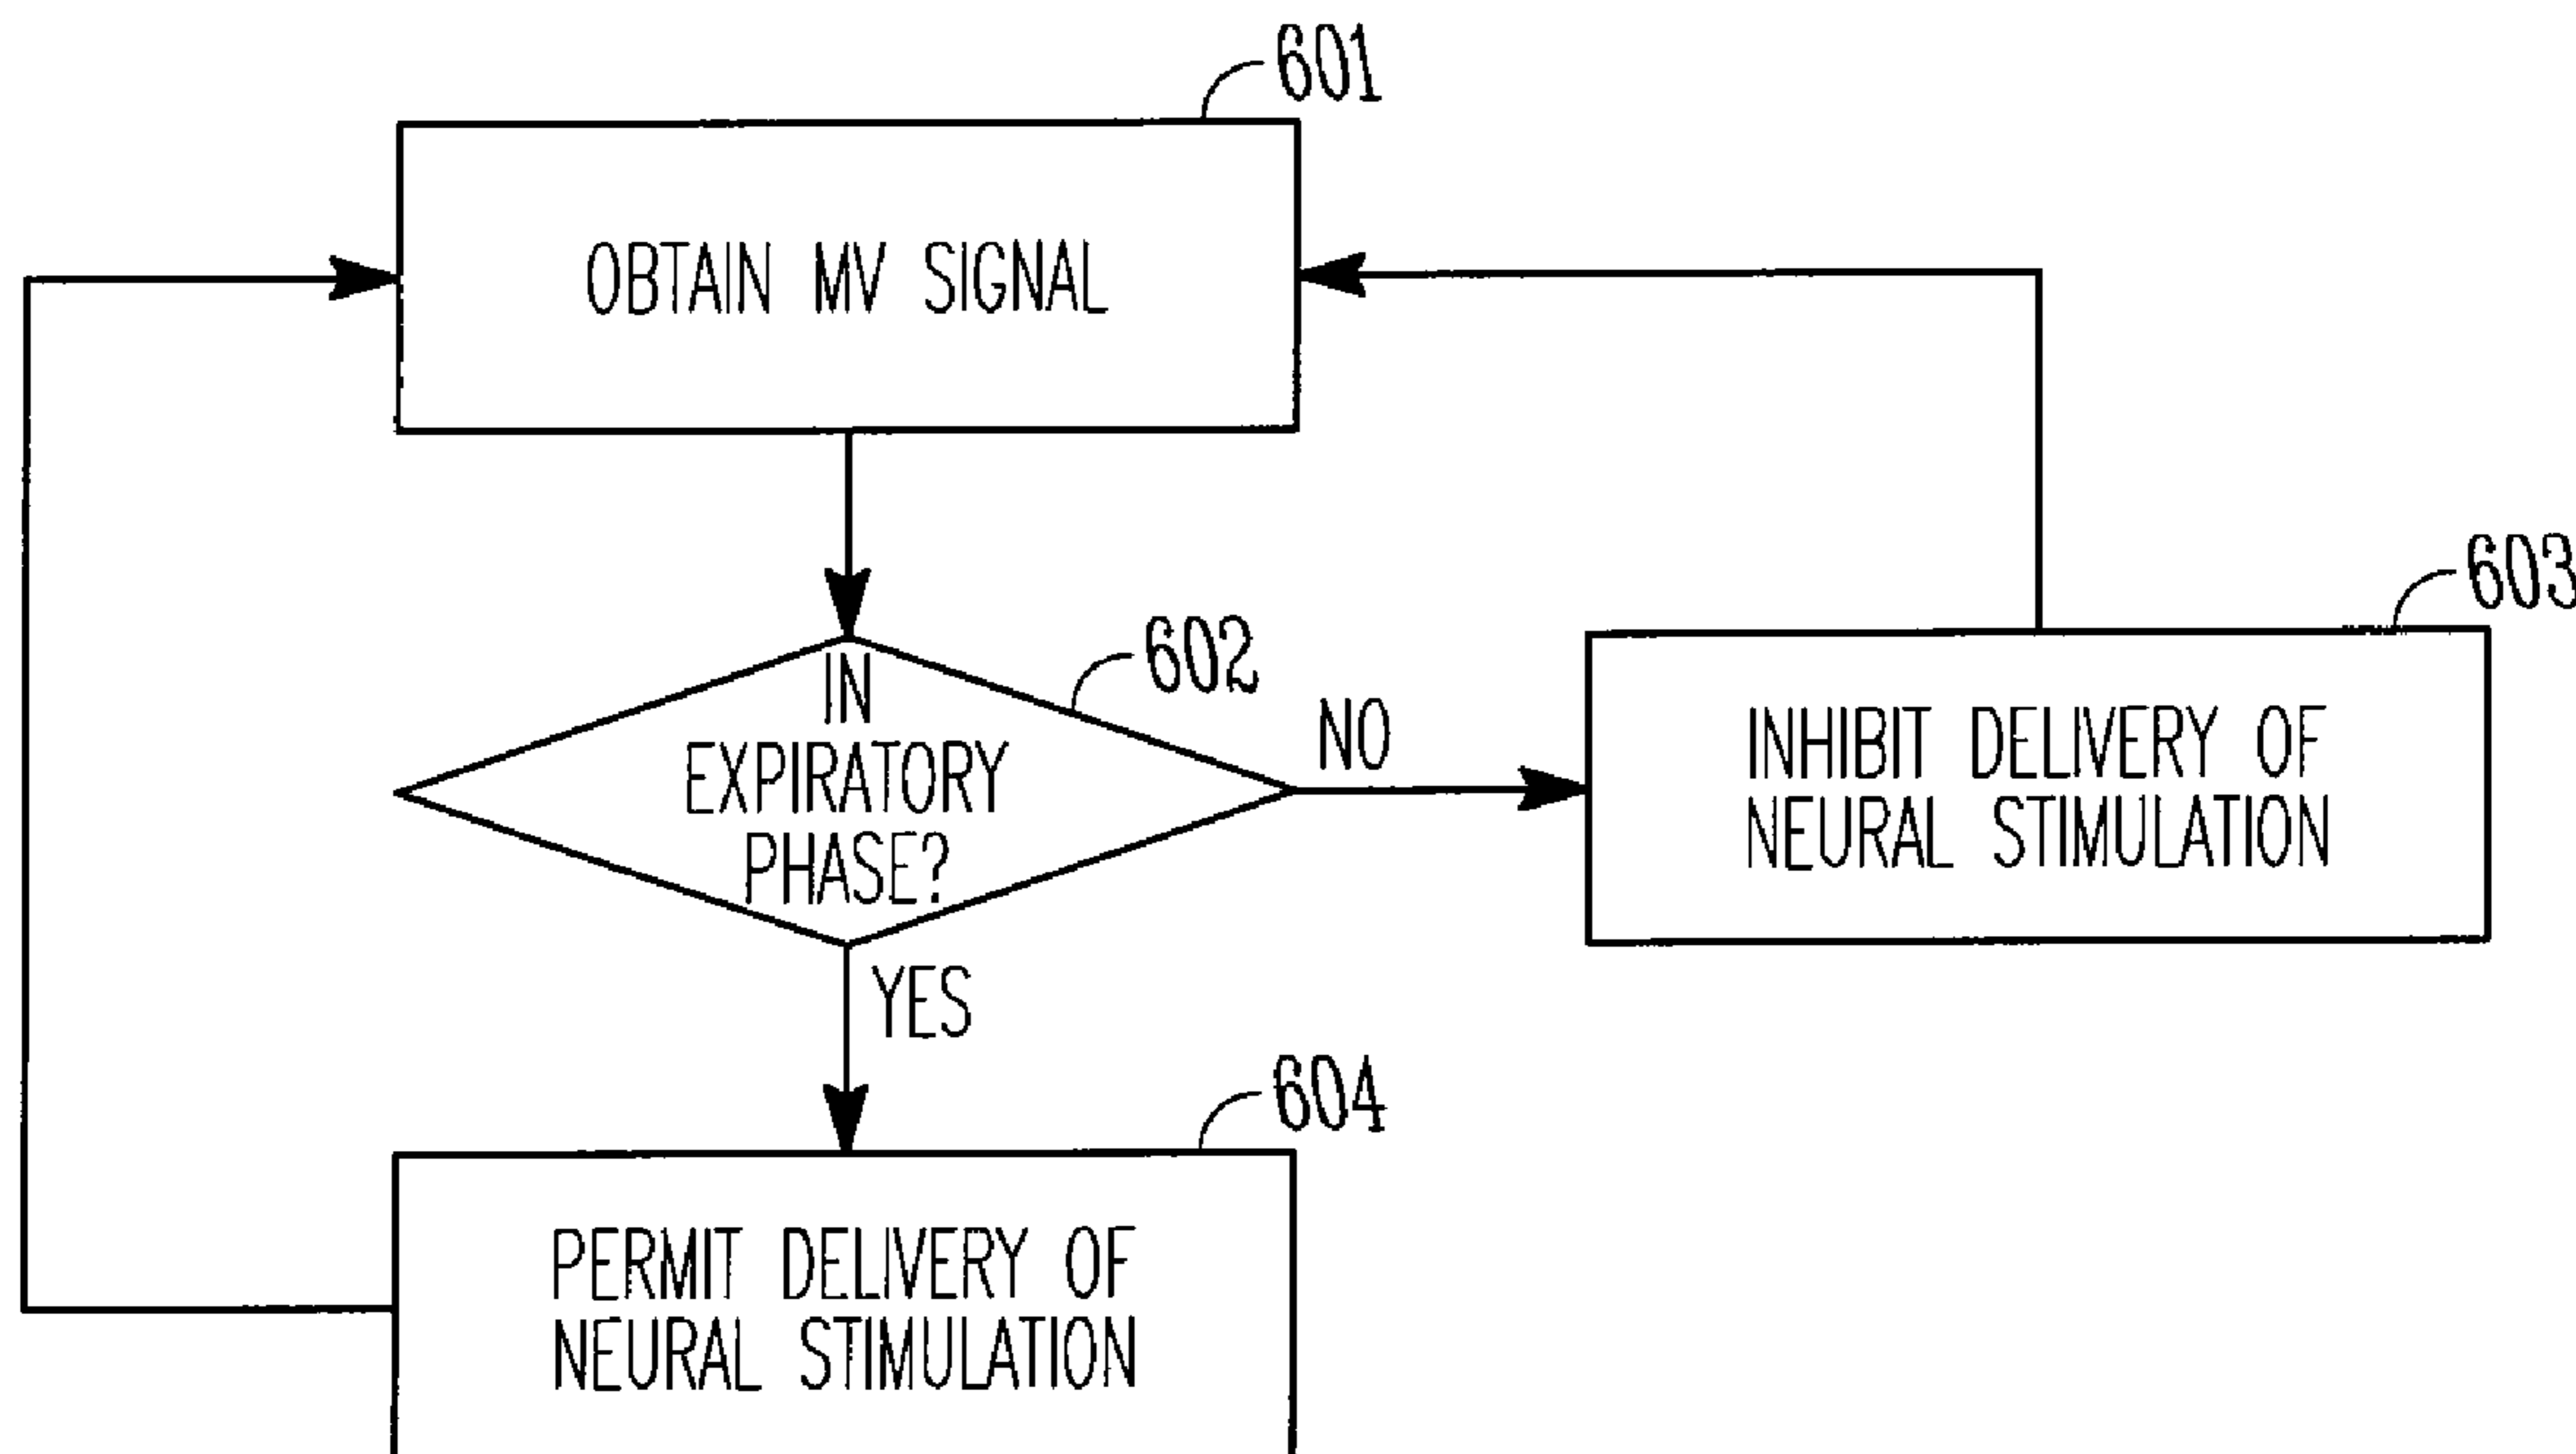 601
OBTAIN MV SIGNAL
602
IN
EXPIRATORY
PHASE?
NO
603
INHIBIT DELIVERY OF
NEURAL STIMULATION
YES
604
PERMIT DELIVERY OF
NEURAL STIMULATION